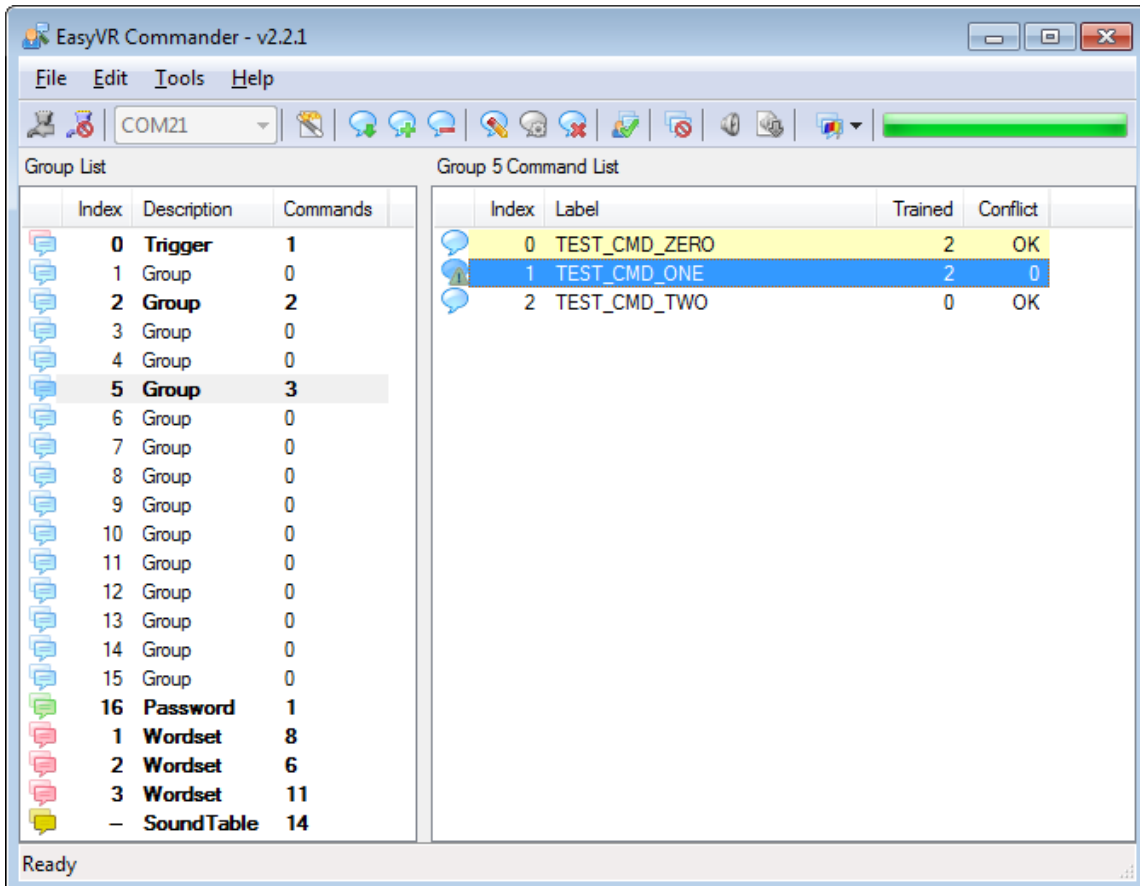 EasyVR Commander - v2.2.1
File Edit Tools Help
COM21
Group List
Index Description Commands
0 Trigger 1
1 Group 0
2 Group 2
3 Group 0
4 Group 0
5 Group 3
6 Group 0
7 Group 0
8 Group 0
9 Group 0
10 Group 0
11 Group 0
12 Group 0
13 Group 0
14 Group 0
15 Group 0
16 Password 1
1 Wordset 8
2 Wordset 6
3 Wordset 11
– SoundTable 14
Group 5 Command List
Index Label Trained Conflict
0 TEST_CMD_ZERO 2 OK
1 TEST_CMD_ONE 2 0
2 TEST_CMD_TWO 0 OK
Ready